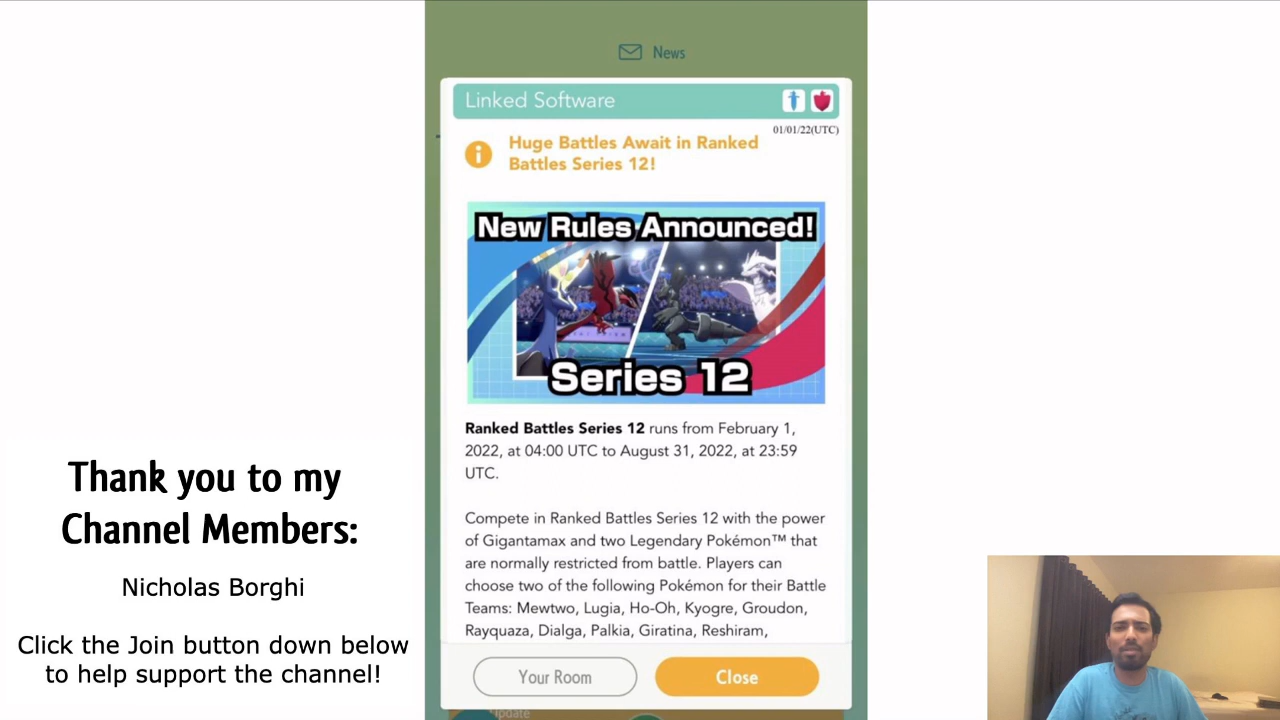 News
Linked Software
01/01/22(UTC)
Huge Battles Await in Ranked
Battles Series 12!
New Rules Announced!
Series 12
Ranked Battles Series 12 runs from February 1,
2022, at 04:00 UTC to August 31, 2022, at 23:59
UTC.
Compete in Ranked Battles Series 12 with the power
of Gigantamax and two Legendary Pokémon™ that
are normally restricted from battle. Players can
choose two of the following Pokémon for their Battle
Teams: Mewtwo, Lugia, Ho-Oh, Kyogre, Groudon,
Rayquaza, Dialga, Palkia, Giratina, Reshiram,
Your Room
Close
Update
Thank you to my
Channel Members:
Nicholas Borghi
Click the Join button down below
to help support the channel!